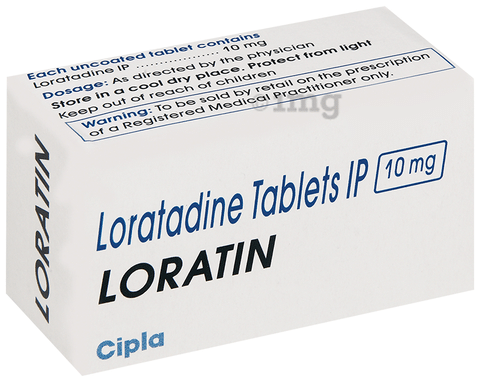 Each uncoated tablet contains
Loratadine IP .................... 10 mg
Dosage: As directed by the physician
Store in a cool dry place. Protect from light
Keep out of reach of children
Warning: To be sold by retail on the prescription
of a Registered Medical Practitioner only.
1mg
LORATIN
Loratadine Tablets IP 10 mg
LORATIN
Cipla